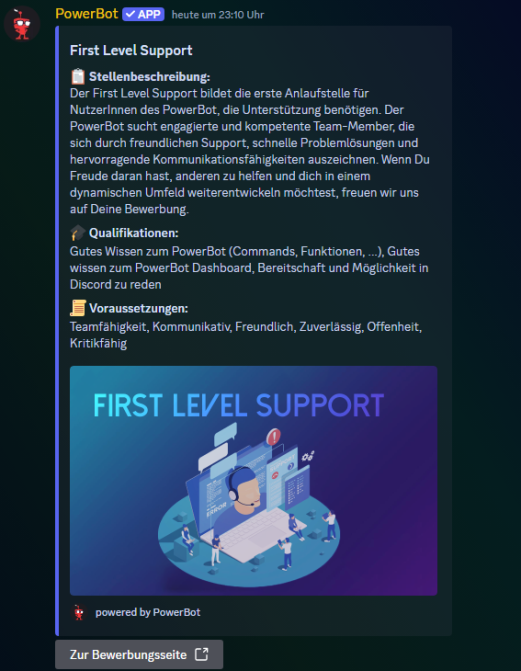 PowerBot ✓ APP heute um 23:10 Uhr
First Level Support
📋 Stellenbeschreibung:
Der First Level Support bildet die erste Anlaufstelle für
NutzerInnen des PowerBot, die Unterstützung benötigen. Der
PowerBot sucht engagierte und kompetente Team-Member, die
sich durch freundlichen Support, schnelle Problemlösungen und
hervorragende Kommunikationsfähigkeiten auszeichnen. Wenn Du
Freude daran hast, anderen zu helfen und dich in einem
dynamischen Umfeld weiterentwickeln möchtest, freuen wir uns
auf Deine Bewerbung.
🎓 Qualifikationen:
Gutes Wissen zum PowerBot (Commands, Funktionen, ...), Gutes
wissen zum PowerBot Dashboard, Bereitschaft und Möglichkeit in
Discord zu reden
📜 Voraussetzungen:
Teamfähigkeit, Kommunikativ, Freundlich, Zuverlässig, Offenheit,
Kritikfähig
FIRST LEVEL SUPPORT
ERROR
powered by PowerBot
Zur Bewerbungsseite